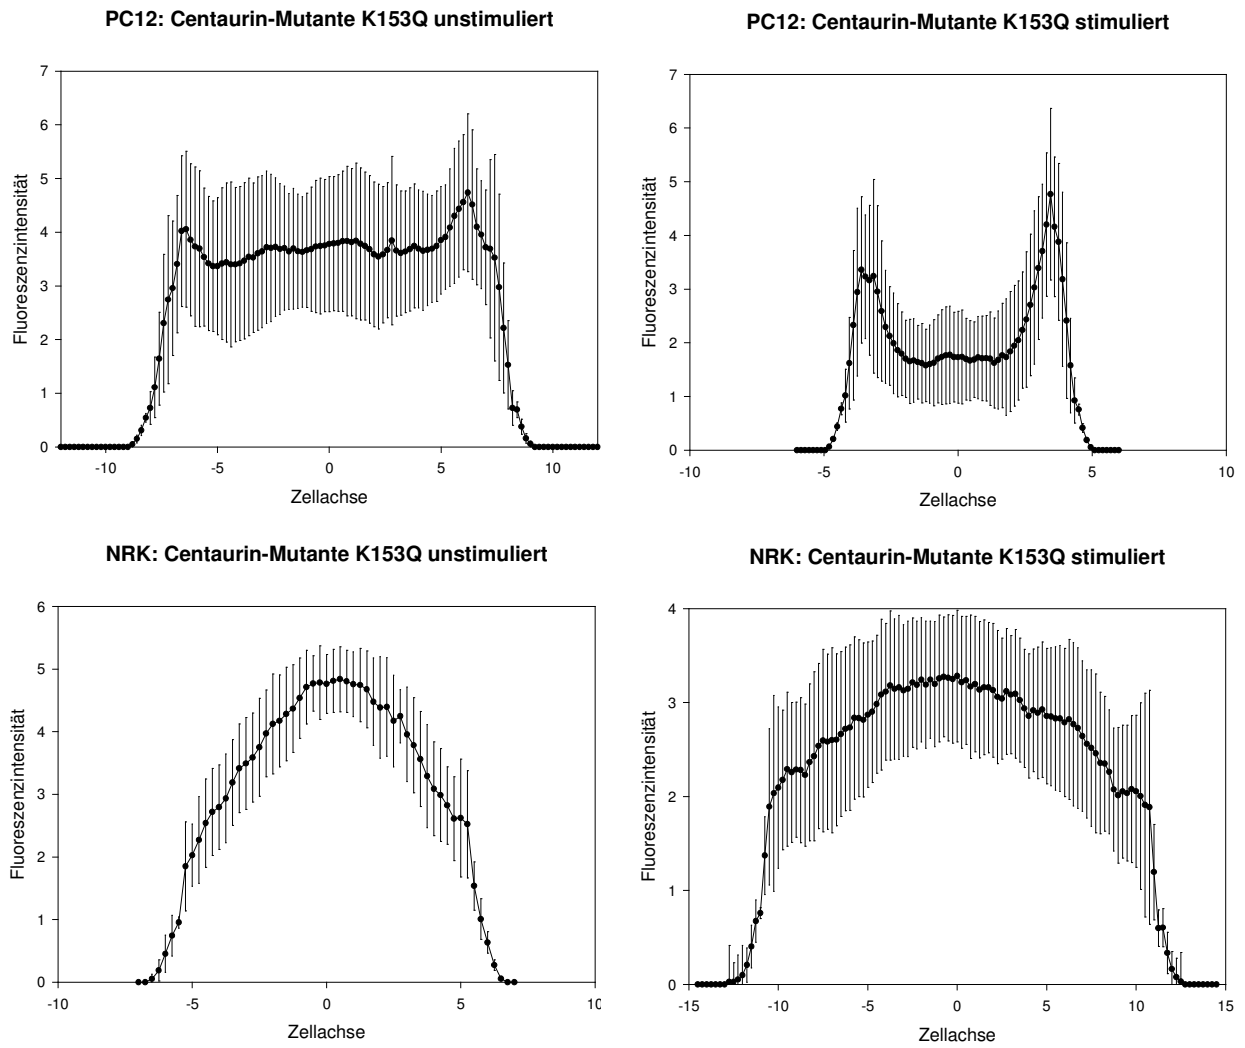 PC12: Centaurin-Mutante K153Q unstimuliert
7
6
5
4
3
2
1
0
Fluoreszenzintensität
-10 -5 0 5 10
Zellachse
PC12: Centaurin-Mutante K153Q stimuliert
7
6
5
4
3
2
1
0
Fluoreszenzintensität
-10 -5 0 5 10
Zellachse
NRK: Centaurin-Mutante K153Q unstimuliert
6
5
4
3
2
1
0
Fluoreszenzintensität
-10 -5 0 5 10
Zellachse
NRK: Centaurin-Mutante K153Q stimuliert
4
3
2
1
0
Fluoreszenzintensität
-15 -10 -5 0 5 10 15
Zellachse